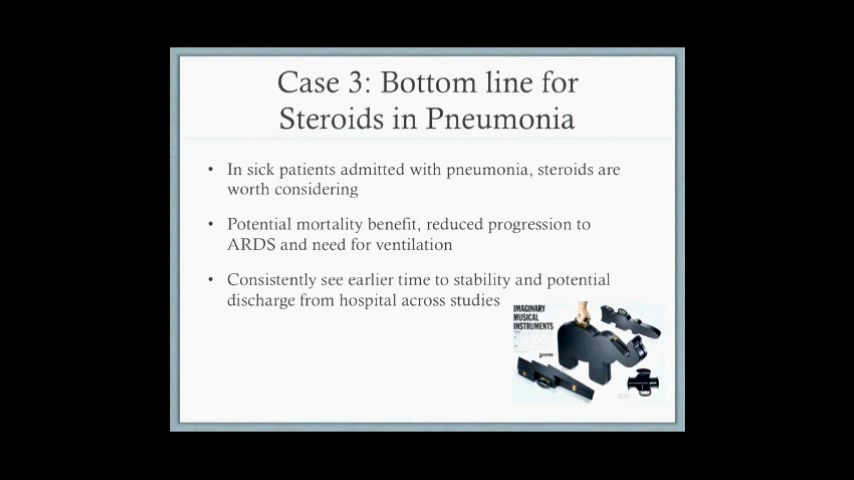 Case 3: Bottom line for
Steroids in Pneumonia
• In sick patients admitted with pneumonia, steroids are
worth considering
• Potential mortality benefit, reduced progression to
ARDS and need for ventilation
• Consistently see earlier time to stability and potential
discharge from hospital across studies
IMAGINARY
MUSICAL
INSTRUMENTS